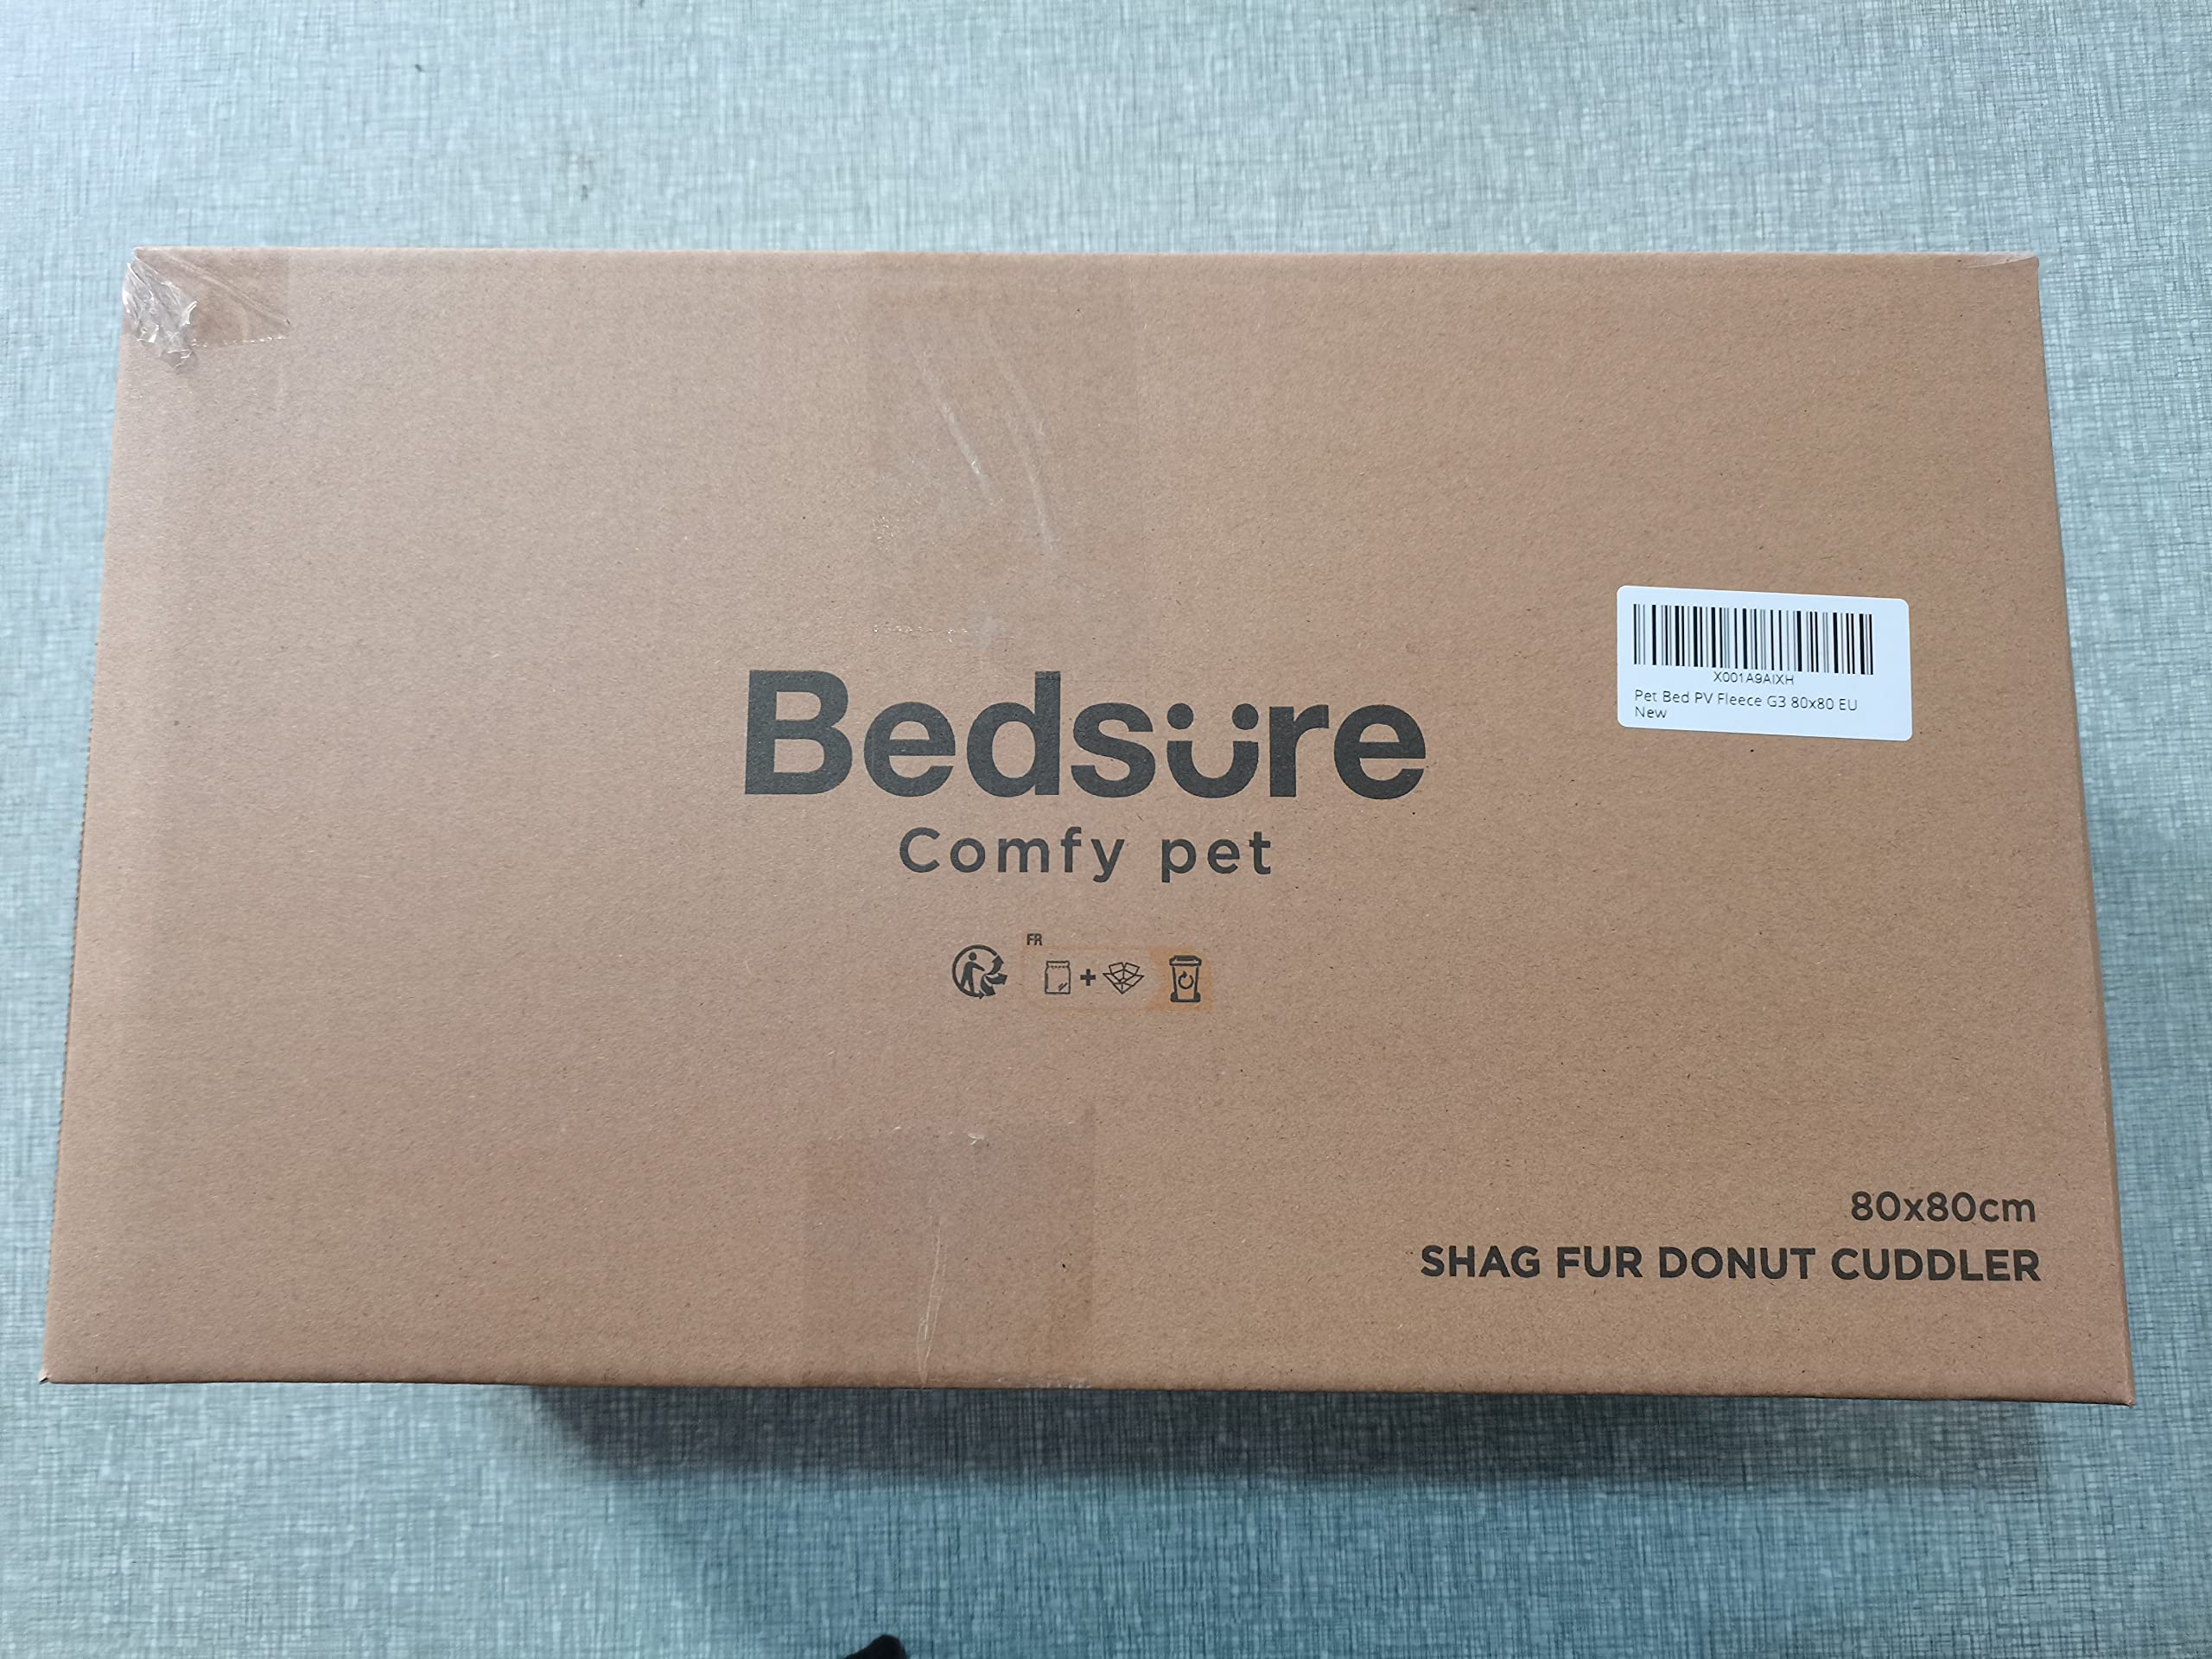 Bedsure
Comfy pet
FR
X001A9AIXH
Pet Bed PV Fleece G3 80x80 EU
New
80x80cm
SHAG FUR DONUT CUDDLER